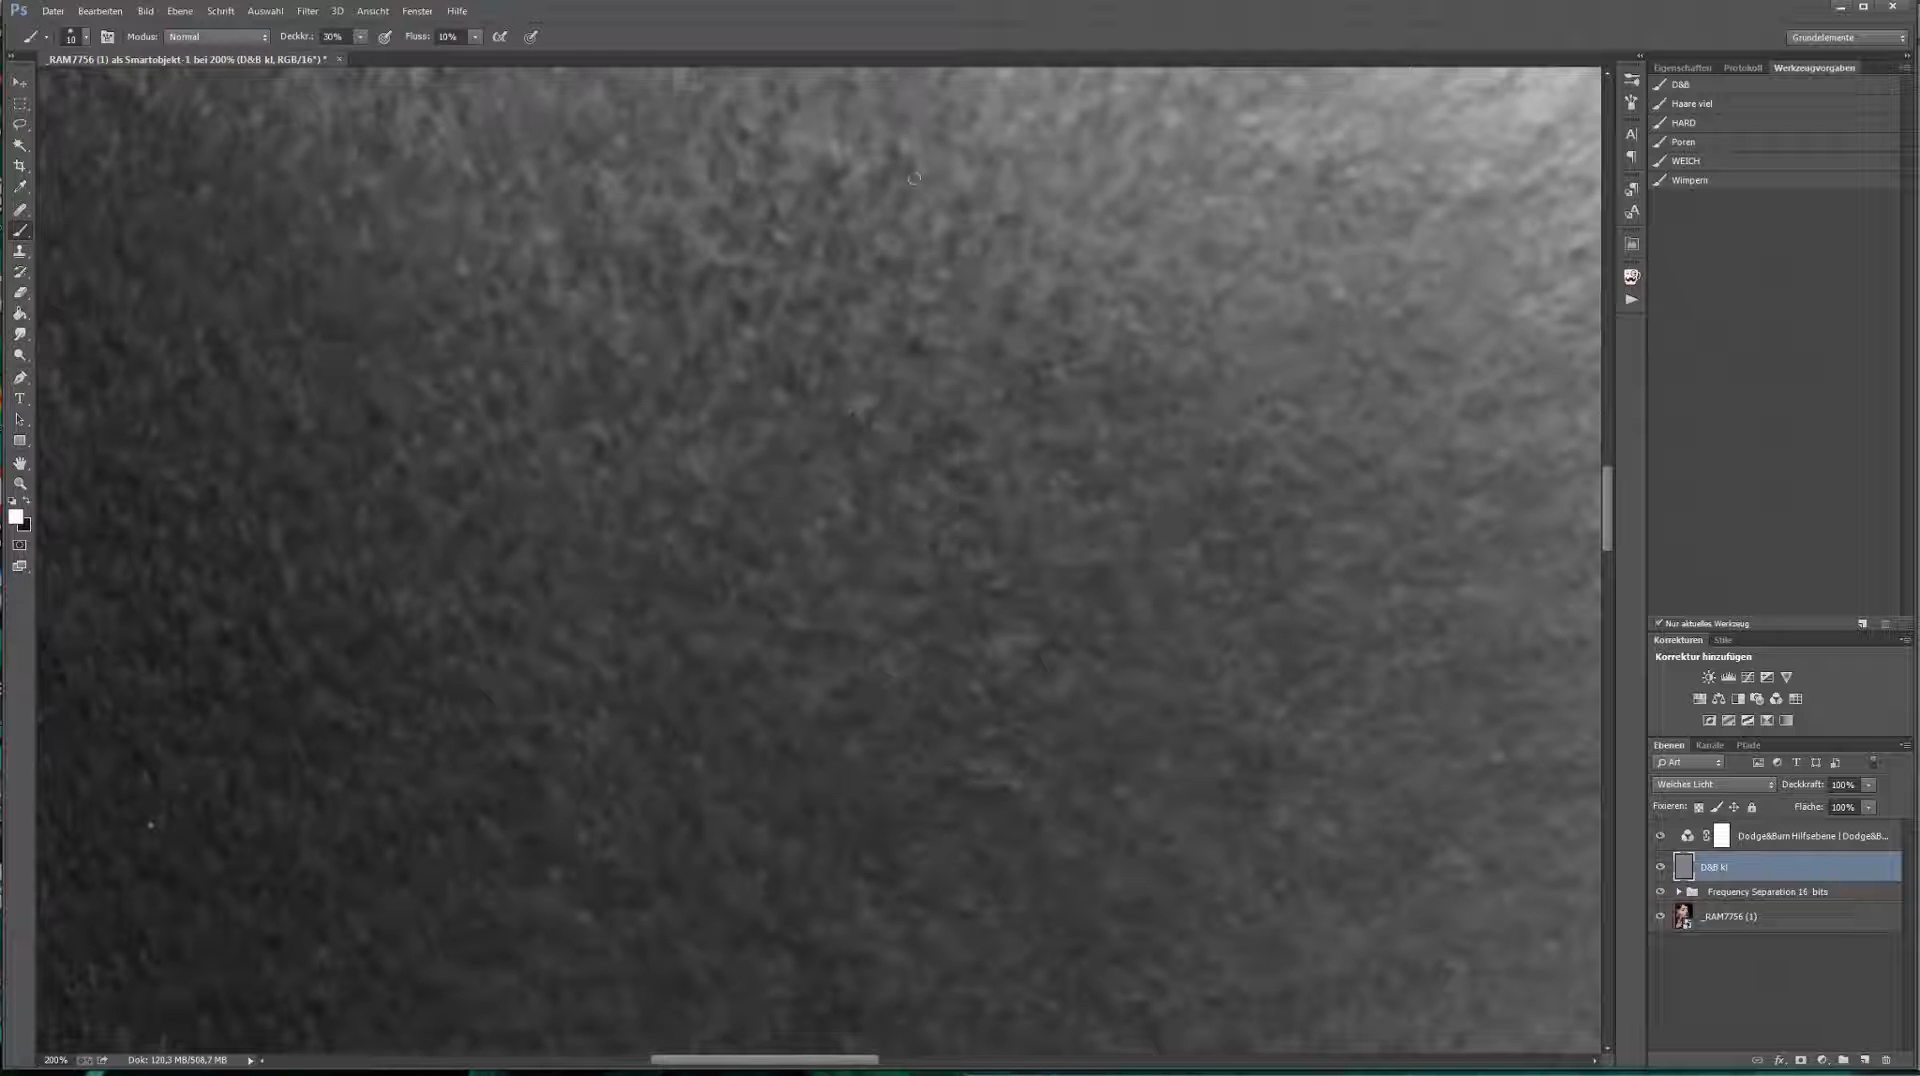 Ps Datei Bearbeiten Bild Ebene Schrift Auswahl Filter 3D Ansicht Fenster Hilfe
10 Modus: Normal Deckkr.: 30% Fluss: 10% Grundelemente
_RAM7756 (1) als Smartobjekt-1 bei 200% (D&B kl, RGB/16*) * ×
Eigenschaften Protokoll Werkzeugvorgaben
D&B
Haare viel
HARD
Poren
WEICH
Wimpern
Nur aktuelles Werkzeug
Korrekturen Stile
Korrektur hinzufügen
Ebenen Kanäle Pfade
Art
Weiches Licht Deckkraft: 100%
Fixieren: Fläche: 100%
Dodge&Burn Hilfsebene | Dodge&B...
D&B kl
Frequency Separation 16 bits
_RAM7756 (1)
200% Dok: 120,3 MB/508,7 MB